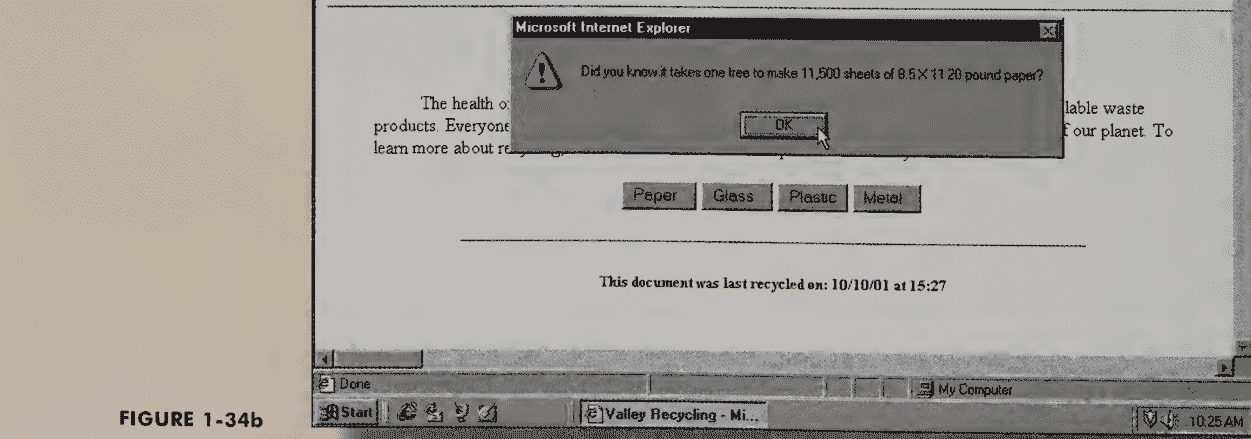 Microsoft Internet Explorer
Did you know it takes one tree to make 11,500 sheets of 8.5 X 11 20 pound paper?
OK
The health o
lable waste
products. Everyone
f our planet. To
learn more about re
Paper Glass Plastic Metal
This document was last recycled on: 10/10/01 at 15:27
Done
My Computer
Start
Valley Recycling - Mi...
10:25 AM
FIGURE 1-34b